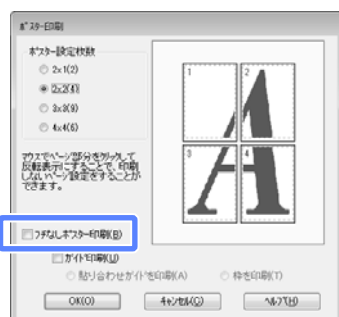 ﾎﾟｽﾀｰ印刷
ﾎﾟｽﾀｰ設定枚数
2x1(2)
2x2(4)
3x3(9)
4x4(6)
1
2
3
4
ﾏｳｽでﾍﾟｰｼﾞ部分をｸﾘｯｸして
反転表示にすることで、印刷
しないﾍﾟｰｼﾞ設定をすることが
できます。
ﾌﾁなしﾎﾟｽﾀｰ印刷(B)
ｶﾞｲﾄﾞ印刷(U)
貼り合わせｶﾞｲﾄﾞを印刷(A)
枠を印刷(T)
OK(O)
ｷｬﾝｾﾙ(C)
ﾍﾙﾌﾟ(H)